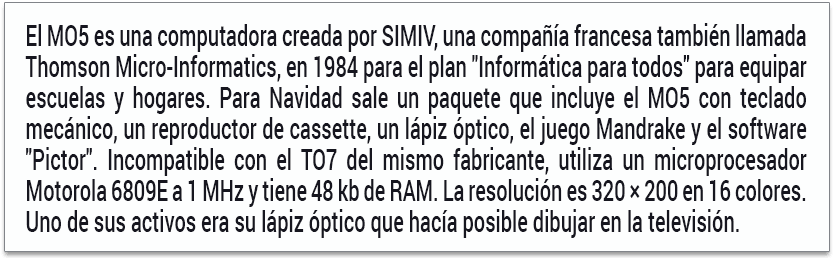 El MO5 es una computadora creada por SIMIV, una compañía francesa también llamada
Thomson Micro-Informatics, en 1984 para el plan "Informática para todos" para equipar
escuelas y hogares. Para Navidad sale un paquete que incluye el MO5 con teclado
mecánico, un reproductor de cassette, un lápiz óptico, el juego Mandrake y el software
"Pictor". Incompatible con el TO7 del mismo fabricante, utiliza un microprocesador
Motorola 6809E a 1 MHz y tiene 48 kb de RAM. La resolución es 320 × 200 en 16 colores.
Uno de sus activos era su lápiz óptico que hacía posible dibujar en la televisión.